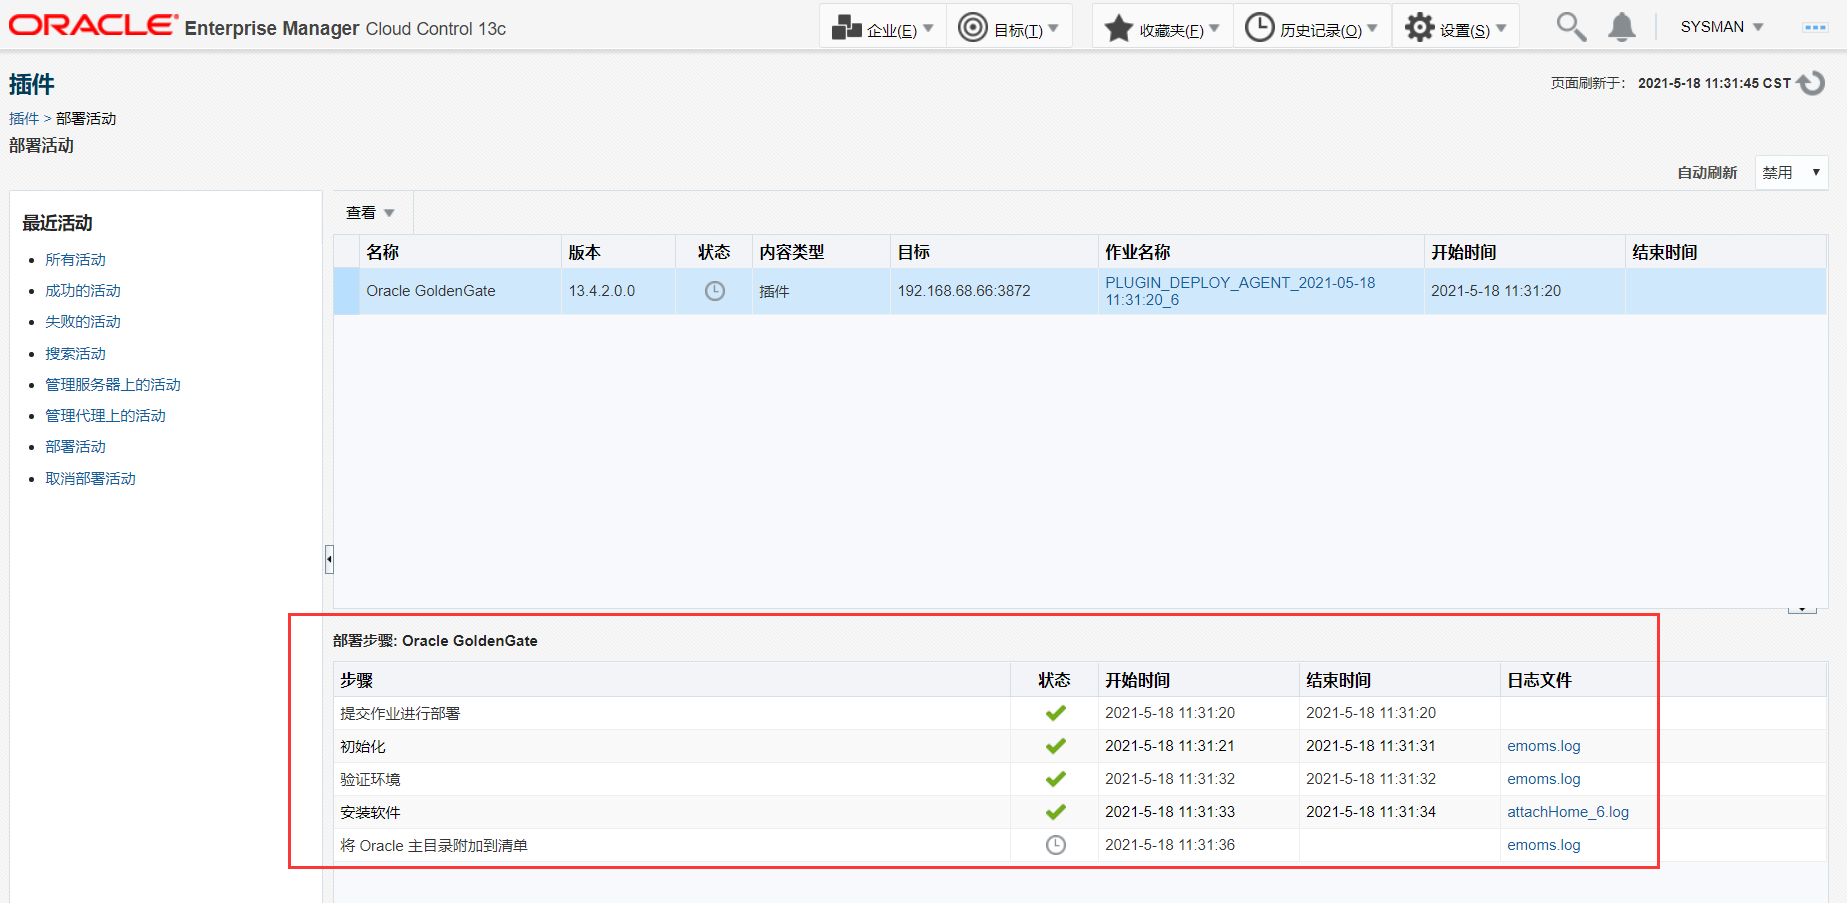 ORACLE Enterprise Manager Cloud Control 13c 企业(E) 目标(T) 收藏夹(F) 历史记录(O) 设置(S) SYSMAN
插件 页面刷新于: 2021-5-18 11:31:45 CST
插件 > 部署活动
部署活动
自动刷新 禁用
最近活动
所有活动
成功的活动
失败的活动
搜索活动
管理服务器上的活动
管理代理上的活动
部署活动
取消部署活动
查看
名称 版本 状态 内容类型 目标 作业名称 开始时间 结束时间
Oracle GoldenGate 13.4.2.0.0 插件 192.168.68.66:3872 PLUGIN_DEPLOY_AGENT_2021-05-18 2021-5-18 11:31:20
11:31:20_6
部署步骤: Oracle GoldenGate
步骤 状态 开始时间 结束时间 日志文件
提交作业进行部署 2021-5-18 11:31:20 2021-5-18 11:31:20
初始化 2021-5-18 11:31:21 2021-5-18 11:31:31 emoms.log
验证环境 2021-5-18 11:31:32 2021-5-18 11:31:32 emoms.log
安装软件 2021-5-18 11:31:33 2021-5-18 11:31:34 attachHome_6.log
将 Oracle 主目录附加到清单 2021-5-18 11:31:36 emoms.log